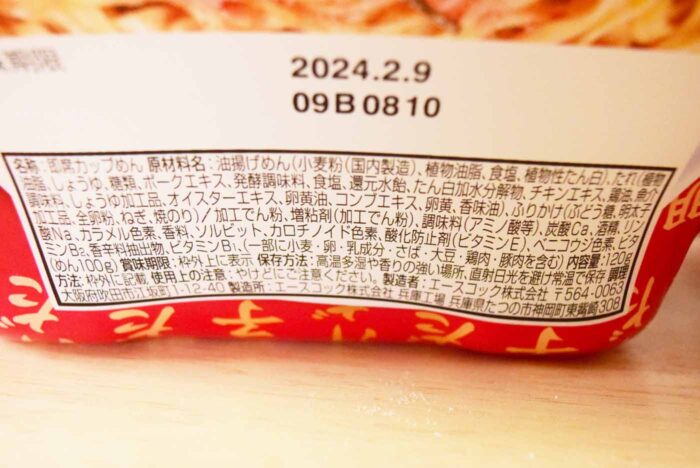 期限
2024.2.9
09B0810
名称:即席カップめん 原材料名:油揚げめん(小麦粉(国内製造)、植物油脂、食塩、植物性たん白)、たれ(植物
油脂、しょうゆ、糖類、ポークエキス、発酵調味料、食塩、還元水飴、たん白加水分解物、チキンエキス、鶏油、魚介
調味料、しょうゆ加工品、オイスターエキス、卵黄油、コンブエキス、卵黄、香味油)、ふりかけ(ぶどう糖、明太子
加工品、全卵粉、ねぎ、焼のり)/加工でん粉、増粘剤(加工でん粉)、調味料(アミノ酸等)、炭酸Ca、酒精、リン
酸Na、カラメル色素、香料、ソルビット、カロチノイド色素、酸化防止剤(ビタミンE)、ベニコウジ色素、ビタミン
B₂、香辛料抽出物、ビタミンB₁、(一部に小麦・卵・乳成分・さば・大豆・鶏肉・豚肉を含む) 内容量:120g
(めん100g) 賞味期限:枠外上に表示 保存方法:高温多湿や香りの強い場所、直射日光を避け常温で保存 調理
方法:枠外に記載 使用上の注意:やけどにご注意ください。 製造者:エースコック株式会社 〒564-0063
大阪府吹田市江坂町1-12-40 製造所:エースコック株式会社 兵庫工場 兵庫県たつの市神岡町東觜崎306